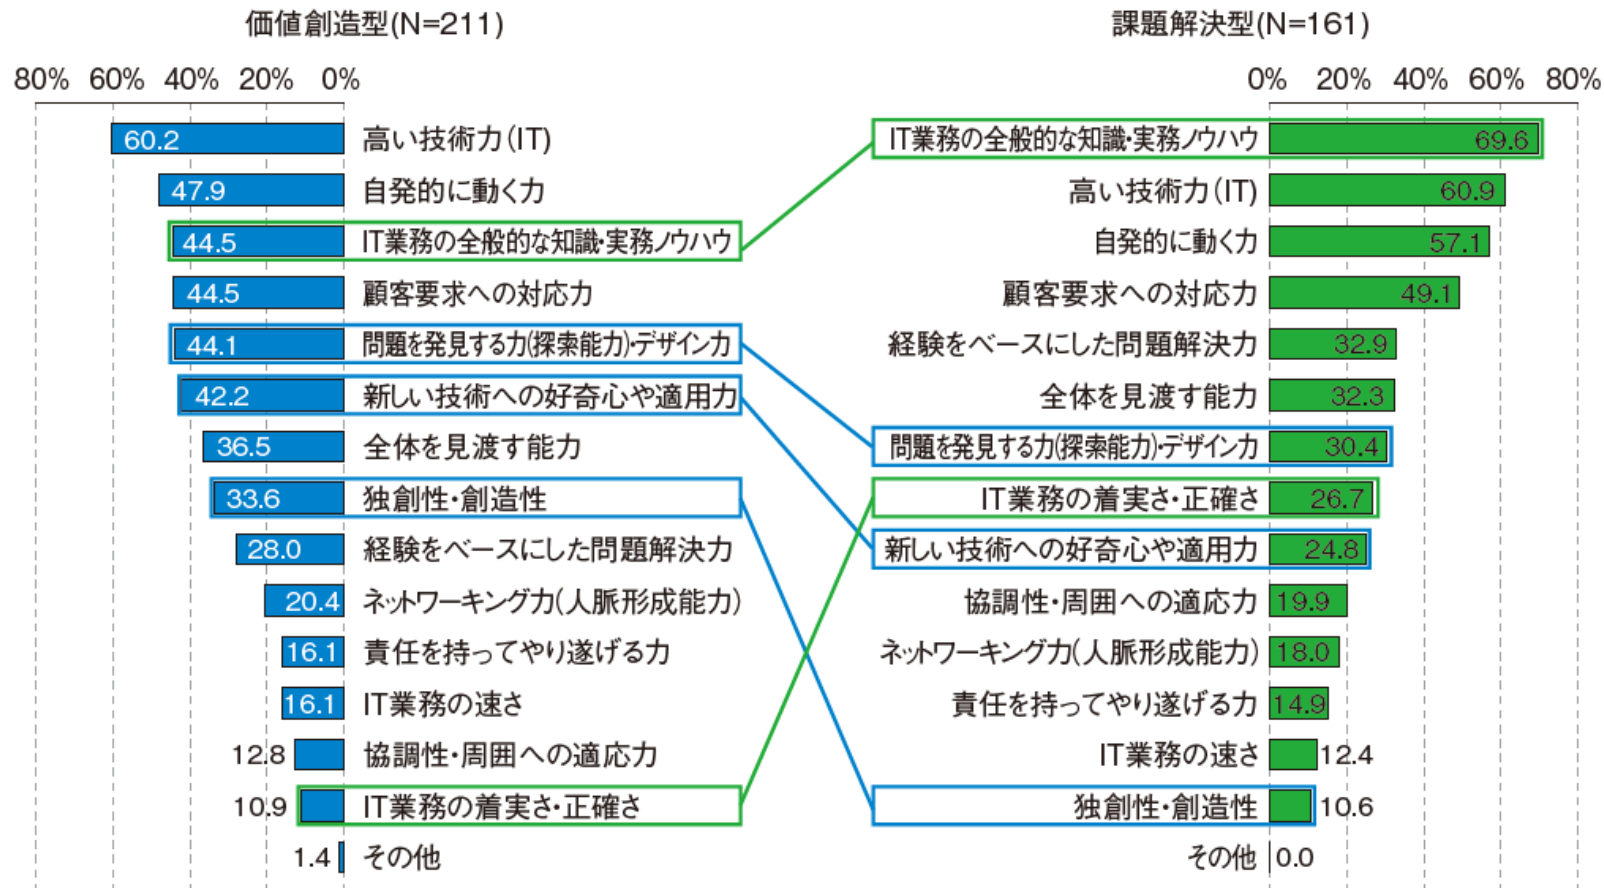 価値創造型(N=211)
80% 60% 40% 20% 0%
60.2 高い技術力(IT)
47.9 自発的に動く力
44.5 IT業務の全般的な知識・実務ノウハウ
44.5 顧客要求への対応力
44.1 問題を発見する力(探索能力)・デザイン力
42.2 新しい技術への好奇心や適用力
36.5 全体を見渡す能力
33.6 独創性・創造性
28.0 経験をベースにした問題解決力
20.4 ネットワーキング力(人脈形成能力)
16.1 責任を持ってやり遂げる力
16.1 IT業務の速さ
12.8 協調性・周囲への適応力
10.9 IT業務の着実さ・正確さ
1.4 その他
課題解決型(N=161)
0% 20% 40% 60% 80%
IT業務の全般的な知識・実務ノウハウ 69.6
高い技術力(IT) 60.9
自発的に動く力 57.1
顧客要求への対応力 49.1
経験をベースにした問題解決力 32.9
全体を見渡す能力 32.3
問題を発見する力(探索能力)・デザイン力 30.4
IT業務の着実さ・正確さ 26.7
新しい技術への好奇心や適用力 24.8
協調性・周囲への適応力 19.9
ネットワーキング力(人脈形成能力) 18.0
責任を持ってやり遂げる力 14.9
IT業務の速さ 12.4
独創性・創造性 10.6
その他 0.0